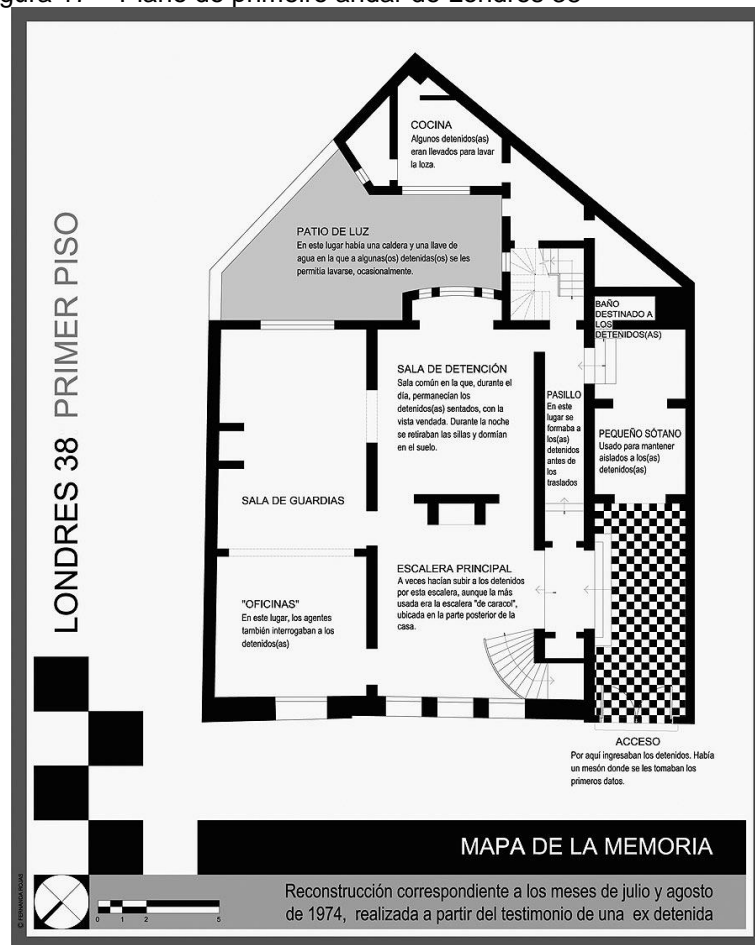 Plano de primeiro andar de Londres 38
LONDRES 38 PRIMER PISO
COCINA
Algunos detenidos(as)
eran llevados para lavar
la loza.
PATIO DE LUZ
En este lugar había una caldera y una llave de
agua en la que a algunas(os) detenidas(os) se les
permitía lavarse, ocasionalmente.
BAÑO
DESTINADO A
LOS
DETENIDOS(AS)
SALA DE DETENCIÓN
Sala común en la que, durante el
día, permanecían los
detenidos(as) sentados, con la
vista vendada. Durante la noche
se retiraban las sillas y dormían
en el suelo.
PASILLO
En este
lugar se
formaba a
los(as)
detenidos
antes de
los
traslados
PEQUEÑO SÓTANO
Usado para mantener
aislados a los(as)
detenidos(as)
SALA DE GUARDIAS
ESCALERA PRINCIPAL
A veces hacían subir a los detenidos
por esta escalera, aunque la más
usada era la escalera "de caracol",
ubicada en la parte posterior de la
casa.
"OFICINAS"
En este lugar, los agentes
también interrogaban a los
detenidos(as)
ACCESO
Por aquí ingresaban los detenidos. Había
un mesón donde se les tomaban los
primeros datos.
MAPA DE LA MEMORIA
Reconstrucción correspondiente a los meses de julio y agosto
de 1974, realizada a partir del testimonio de una ex detenida
0 1 2 5
© FERNANDA ROJAS